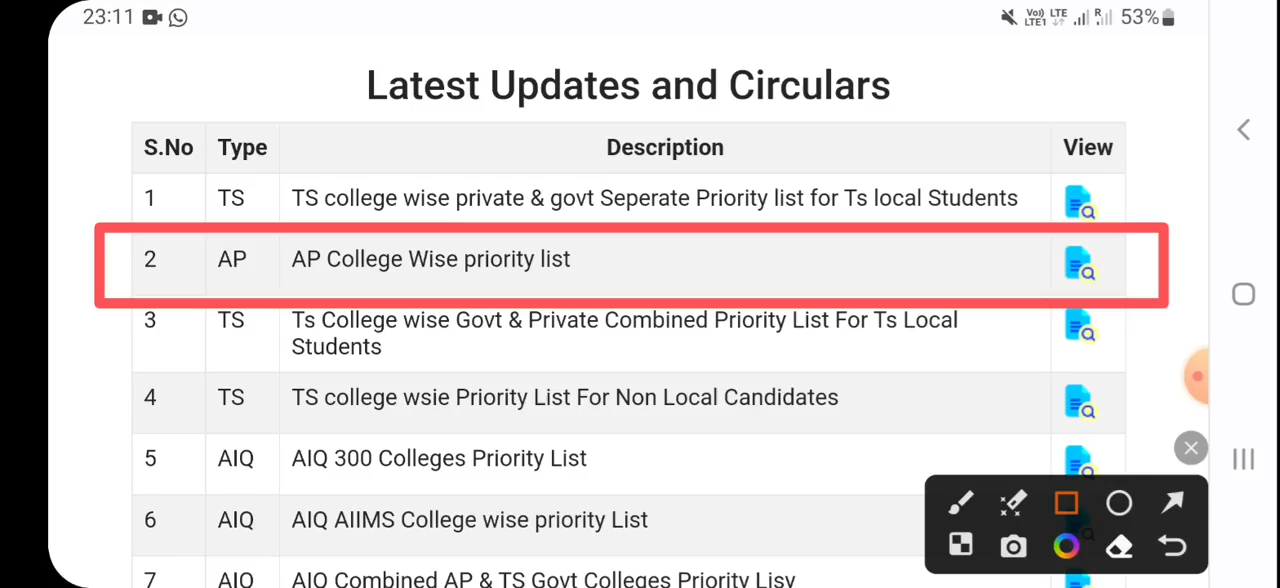 23:11 Vo)) LTE R 53%
LTE1
Latest Updates and Circulars
S.No Type Description View
1 TS TS college wise private & govt Seperate Priority list for Ts local Students
2 AP AP College Wise priority list
3 TS Ts College wise Govt & Private Combined Priority List For Ts Local
Students
4 TS TS college wsie Priority List For Non Local Candidates
5 AIQ AIQ 300 Colleges Priority List
6 AIQ AIQ AIIMS College wise priority List
7 AIQ AIQ Combined AP & TS Govt Colleges Priority Lisy